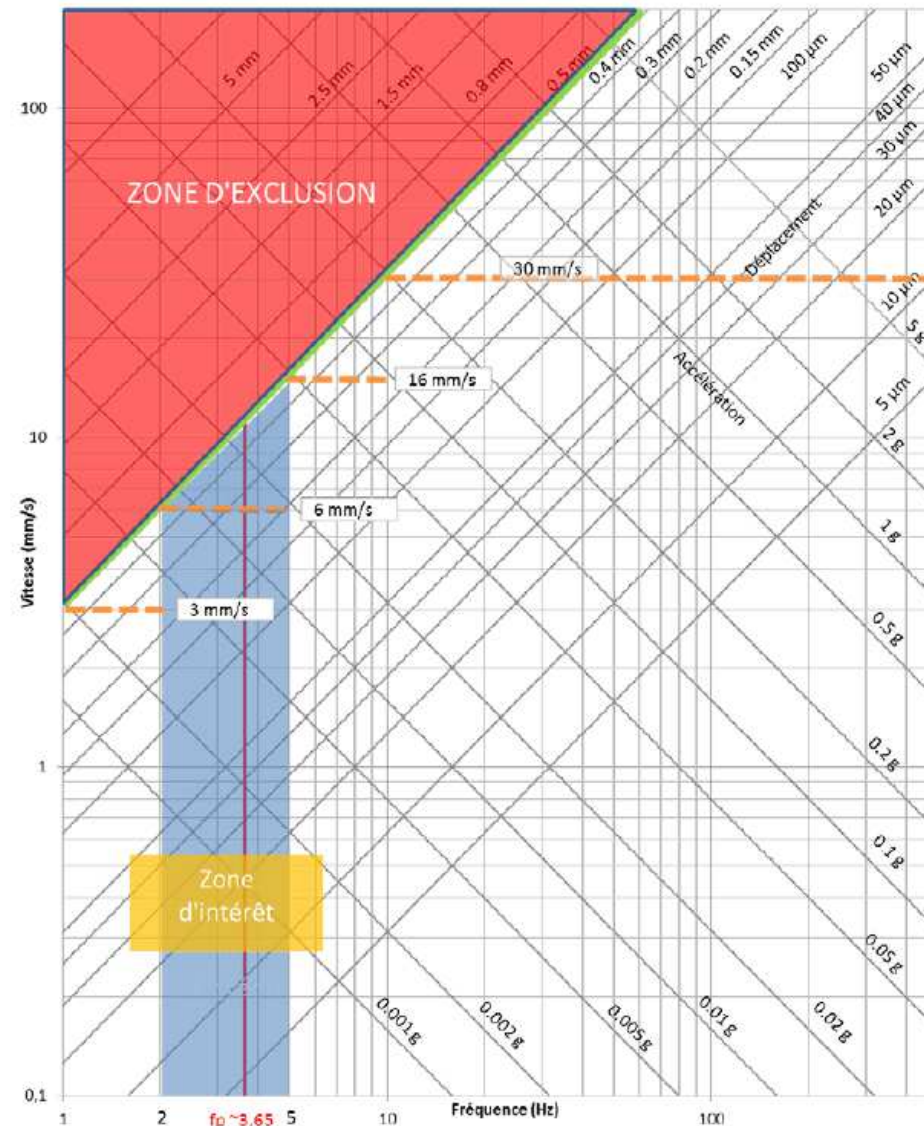 5 mm
2.5 mm
1.5 mm
0.8 mm
0.5 mm
0.4 mm
0.3 mm
0.2 mm
0.15 mm
100 µm
50 µm
40 µm
30 µm
20 µm
10 µm
5 µm
Déplacement
Accélération
5 g
2 g
1 g
0.5 g
0.2 g
0.1 g
0.05 g
0.02 g
0.01 g
0.005 g
0.002 g
0.001 g
ZONE D'EXCLUSION
30 mm/s
16 mm/s
6 mm/s
3 mm/s
Zone
d'intérêt
Vitesse (mm/s)
100
10
1
0,1
1
2
fp ~3,65
5
10
Fréquence (Hz)
100